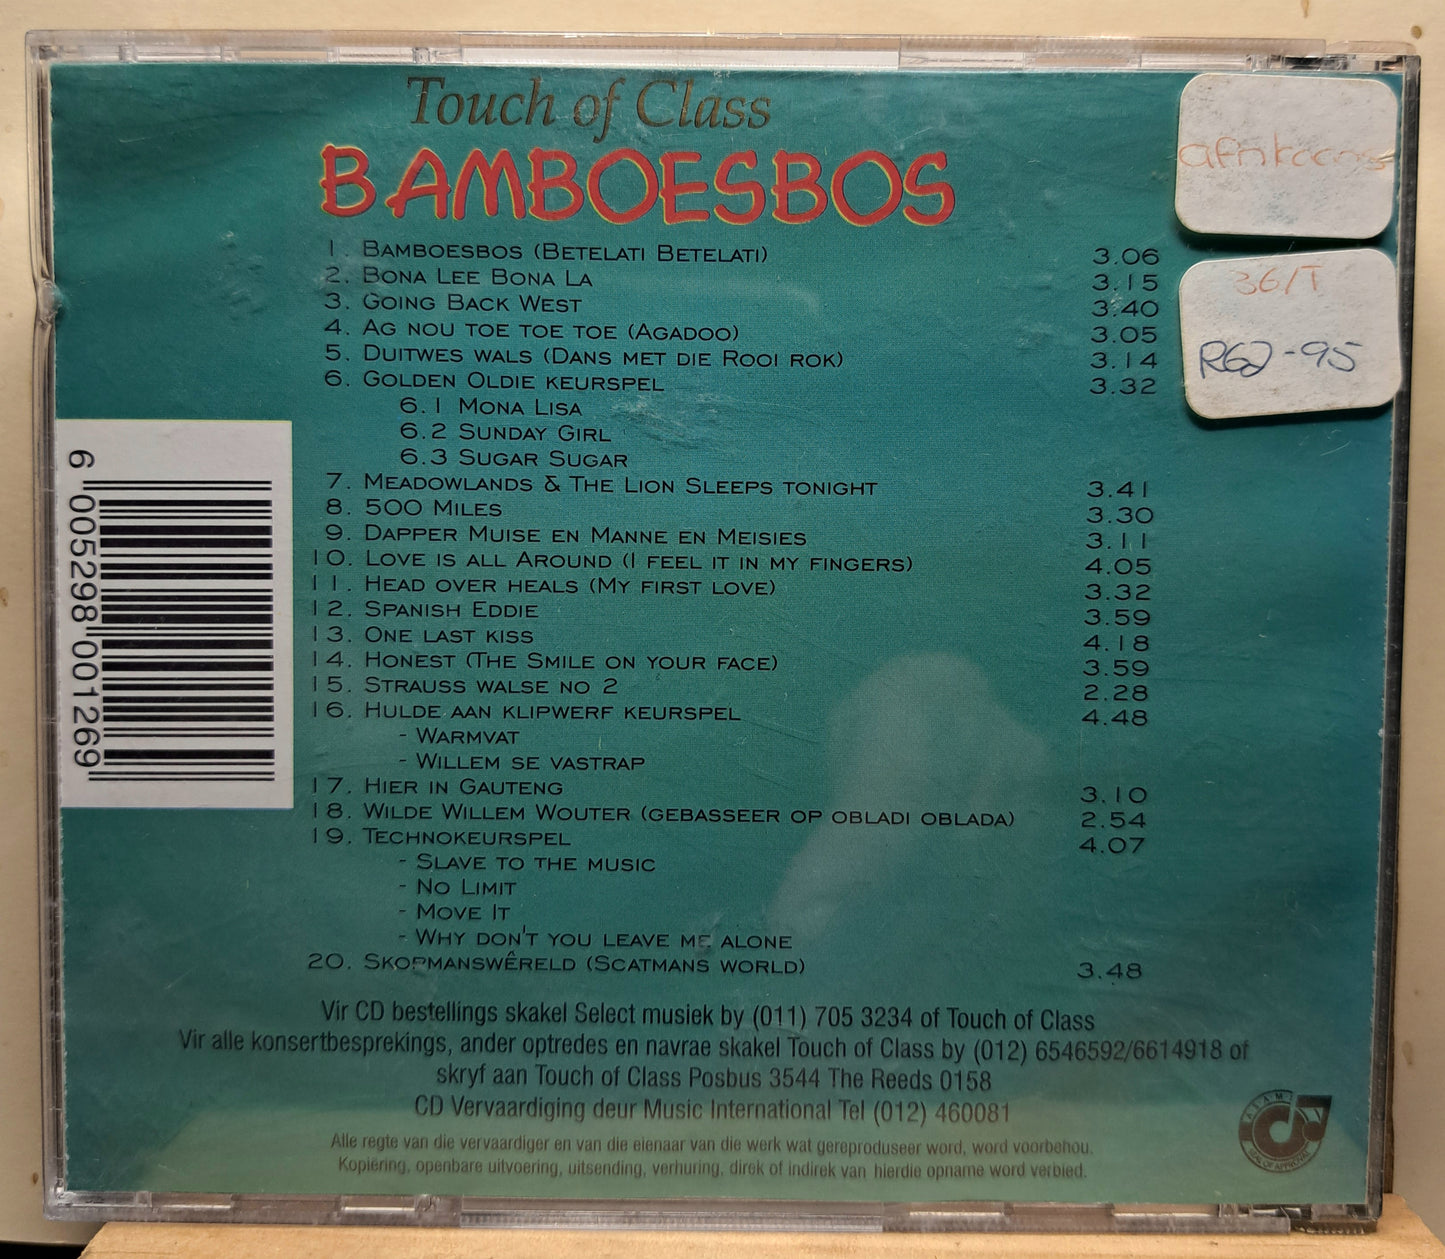 Touch of Class
BAMBOESBOS
afrikaans
36/T
R62-95
1. BAMBOESBOS (BETELATI BETELATI) 3.06
2. BONA LEE BONA LA 3.15
3. GOING BACK WEST 3.40
4. AG NOU TOE TOE TOE (AGADOO) 3.05
5. DUITWES WALS (DANS MET DIE ROOI ROK) 3.14
6. GOLDEN OLDIE KEURSPEL 3.32
6.1 MONA LISA
6.2 SUNDAY GIRL
6.3 SUGAR SUGAR
7. MEADOWLANDS & THE LION SLEEPS TONIGHT 3.41
8. 500 MILES 3.30
9. DAPPER MUISE EN MANNE EN MEISIES 3.11
10. LOVE IS ALL AROUND (I FEEL IT IN MY FINGERS) 4.05
11. HEAD OVER HEALS (MY FIRST LOVE) 3.32
12. SPANISH EDDIE 3.59
13. ONE LAST KISS 4.18
14. HONEST (THE SMILE ON YOUR FACE) 3.59
15. STRAUSS WALSE NO 2 2.28
16. HULDE AAN KLIPWERF KEURSPEL 4.48
- WARMVAT
- WILLEM SE VASTRAP
17. HIER IN GAUTENG 3.10
18. WILDE WILLEM WOUTER (GEBASSEER OP OBLADI OBLADA) 2.54
19. TECHNOKEURSPEL 4.07
- SLAVE TO THE MUSIC
- NO LIMIT
- MOVE IT
- WHY DON'T YOU LEAVE ME ALONE
20. SKOPMANSWÊRELD (SCATMANS WORLD) 3.48
6 005298 001269
Vir CD bestellings skakel Select musiek by (011) 705 3234 of Touch of Class
Vir alle konsertbesprekings, ander optredes en navrae skakel Touch of Class by (012) 6546592/6614918 of
skryf aan Touch of Class Posbus 3544 The Reeds 0158
CD Vervaardiging deur Music International Tel (012) 460081
Alle regte van die vervaardiger en van die eienaar van die werk wat gereproduseer word, word voorbehou.
Kopiëring, openbare uitvoering, uitsending, verhuring, direk of indirek van hierdie opname word verbied.
SEAL OF APPROVAL